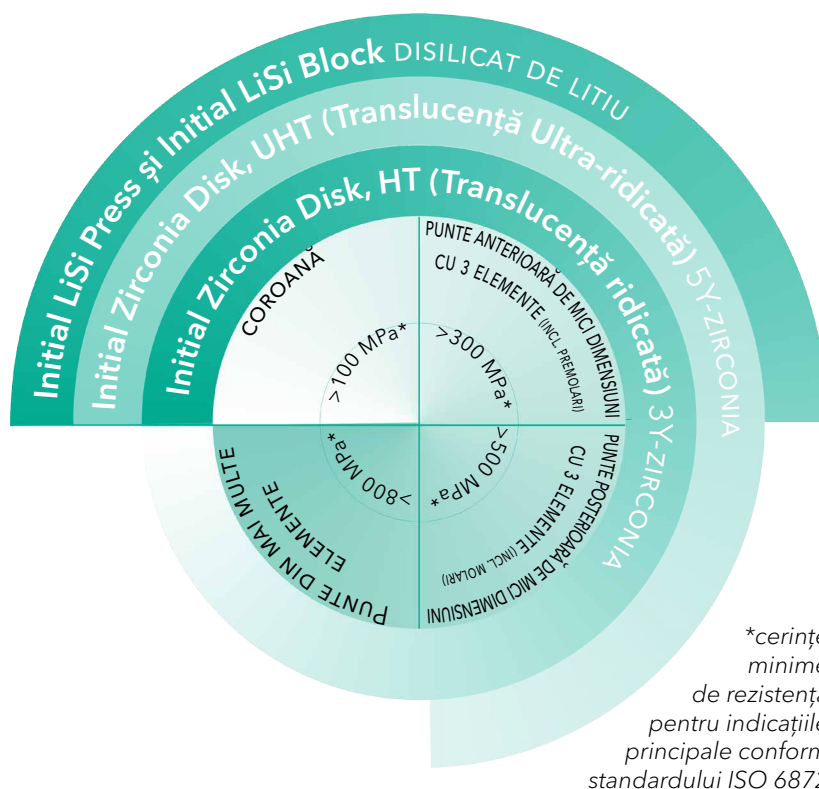 Initial LiSi Press și Initial LiSi Block DISILICAT DE LITIU
Initial Zirconia Disk, UHT (Translucență Ultra-ridicată) 5Y-ZIRCONIA
Initial Zirconia Disk, HT (Translucență ridicată) 3Y-ZIRCONIA
COROANĂ
>100 MPa*
PUNTE ANTERIOARĂ DE MICI DIMENSIUNI
CU 3 ELEMENTE (INCL. PREMOLARI)
>300 MPa*
>500 MPa*
CU 3 ELEMENTE (INCL. MOLARI)
PUNTE POSTERIOARĂ DE MICI DIMENSIUNI
>800 MPa*
PUNTE DIN MAI MULTE
ELEMENTE
*cerințe
minime
de rezistență
pentru indicațiile
principale conform
standardului ISO 6872